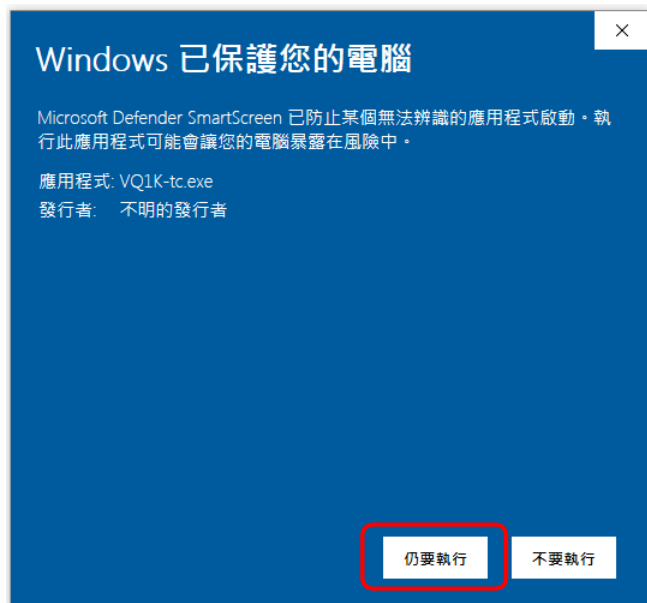 Windows 已保護您的電腦
Microsoft Defender SmartScreen 已防止某個無法辨識的應用程式啟動。執
行此應用程式可能會讓您的電腦暴露在風險中。
應用程式: VQ1K-tc.exe
發行者: 不明的發行者
仍要執行 不要執行